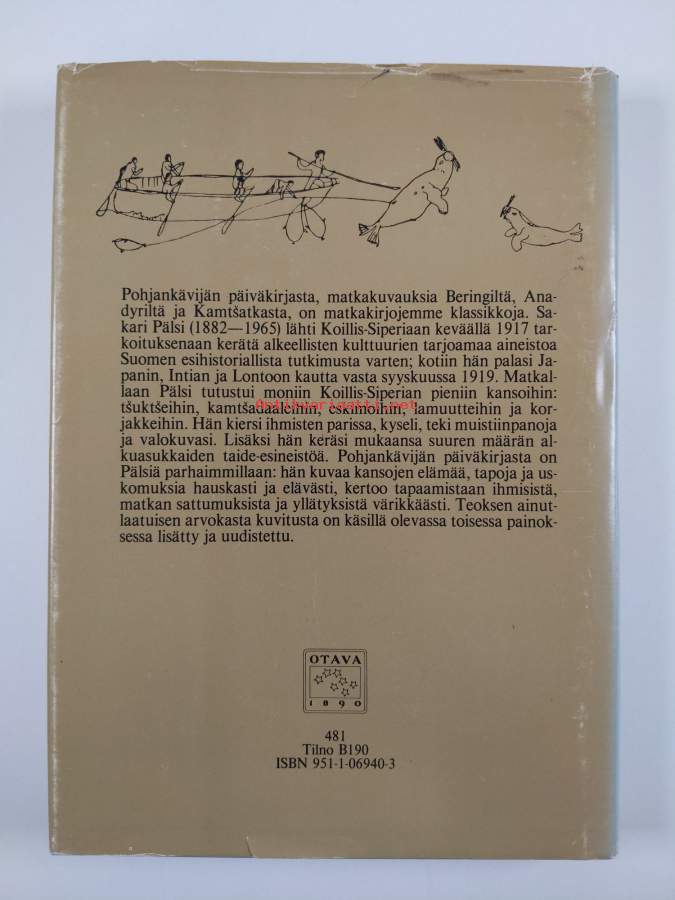 Pohjankävijän päiväkirjasta, matkakuvauksia Beringiltä, Ana-
dyriltä ja Kamtšatkasta, on matkakirjojemme klassikkoja. Sa-
kari Pälsi (1882—1965) lähti Koillis-Siperiaan keväällä 1917 tar-
koituksenaan kerätä alkeellisten kulttuurien tarjoamaa aineistoa
Suomen esihistoriallista tutkimusta varten; kotiin hän palasi Ja-
panin, Intian ja Lontoon kautta vasta syyskuussa 1919. Matkal-
laan Pälsi tutustui moniin Koillis-Siperian pieniin kansoihin:
tšuktšeihin, kamtšadaaleihin, eskimoihin, lamuutteihin ja kor-
jakkeihin. Hän kiersi ihmisten parissa, kyseli, teki muistiinpanoja
ja valokuvasi. Lisäksi hän keräsi mukaansa suuren määrän al-
kuasukkaiden taide-esineistöä. Pohjankävijän päiväkirjasta on
Pälsiä parhaimmillaan: hän kuvaa kansojen elämää, tapoja ja us-
komuksia hauskasti ja elävästi, kertoo tapaamistaan ihmisistä,
matkan sattumuksista ja yllätyksistä värikkäästi. Teoksen ainut-
laatuisen arvokasta kuvitusta on käsillä olevassa toisessa painok-
sessa lisätty ja uudistettu.
OTAVA
1890
481
Tilno B190
ISBN 951-1-06940-3